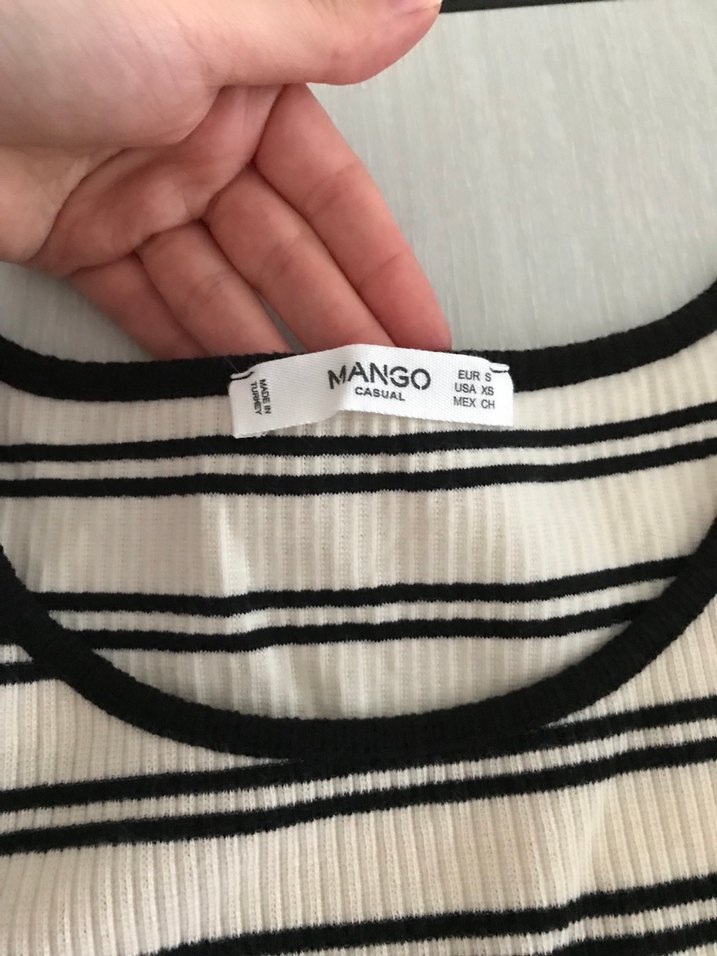 MADE IN
TURKEY
MANGO
CASUAL
EUR S
USA XS
MEX CH